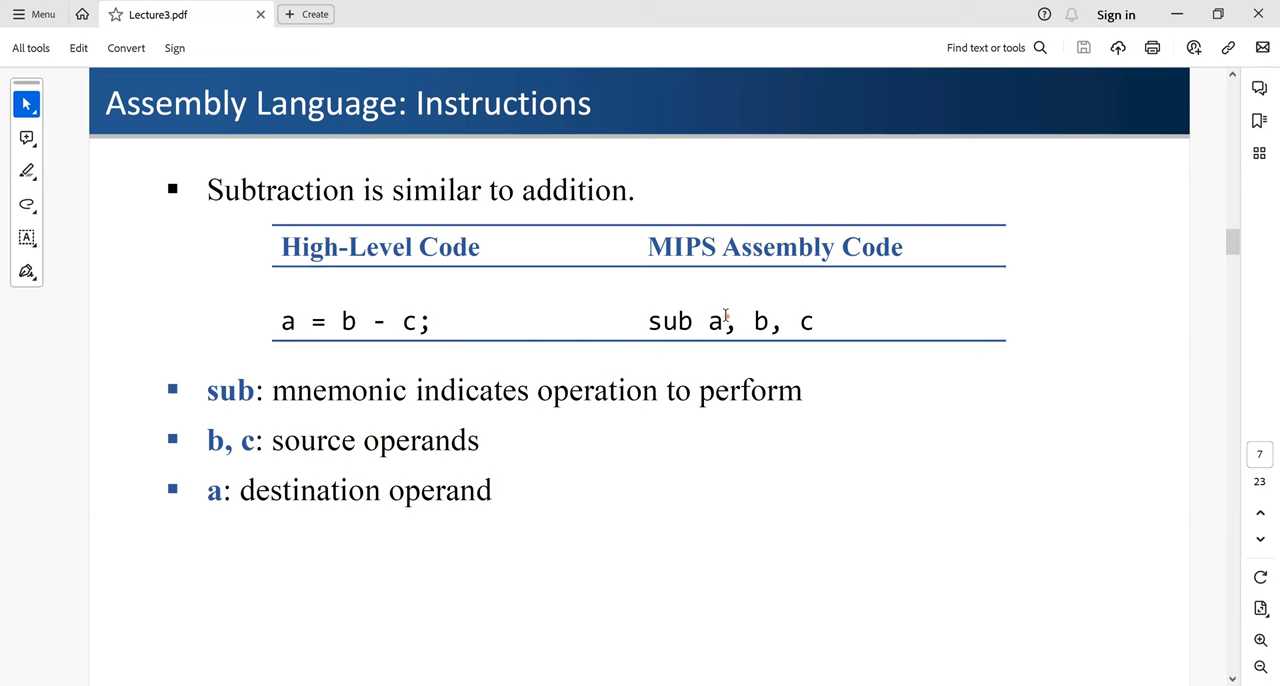 Menu Lecture3.pdf Create Sign in
All tools Edit Convert Sign Find text or tools
Assembly Language: Instructions
Subtraction is similar to addition.
High-Level Code MIPS Assembly Code
a = b - c; sub a, b, c
sub: mnemonic indicates operation to perform
b, c: source operands
a: destination operand
7
23